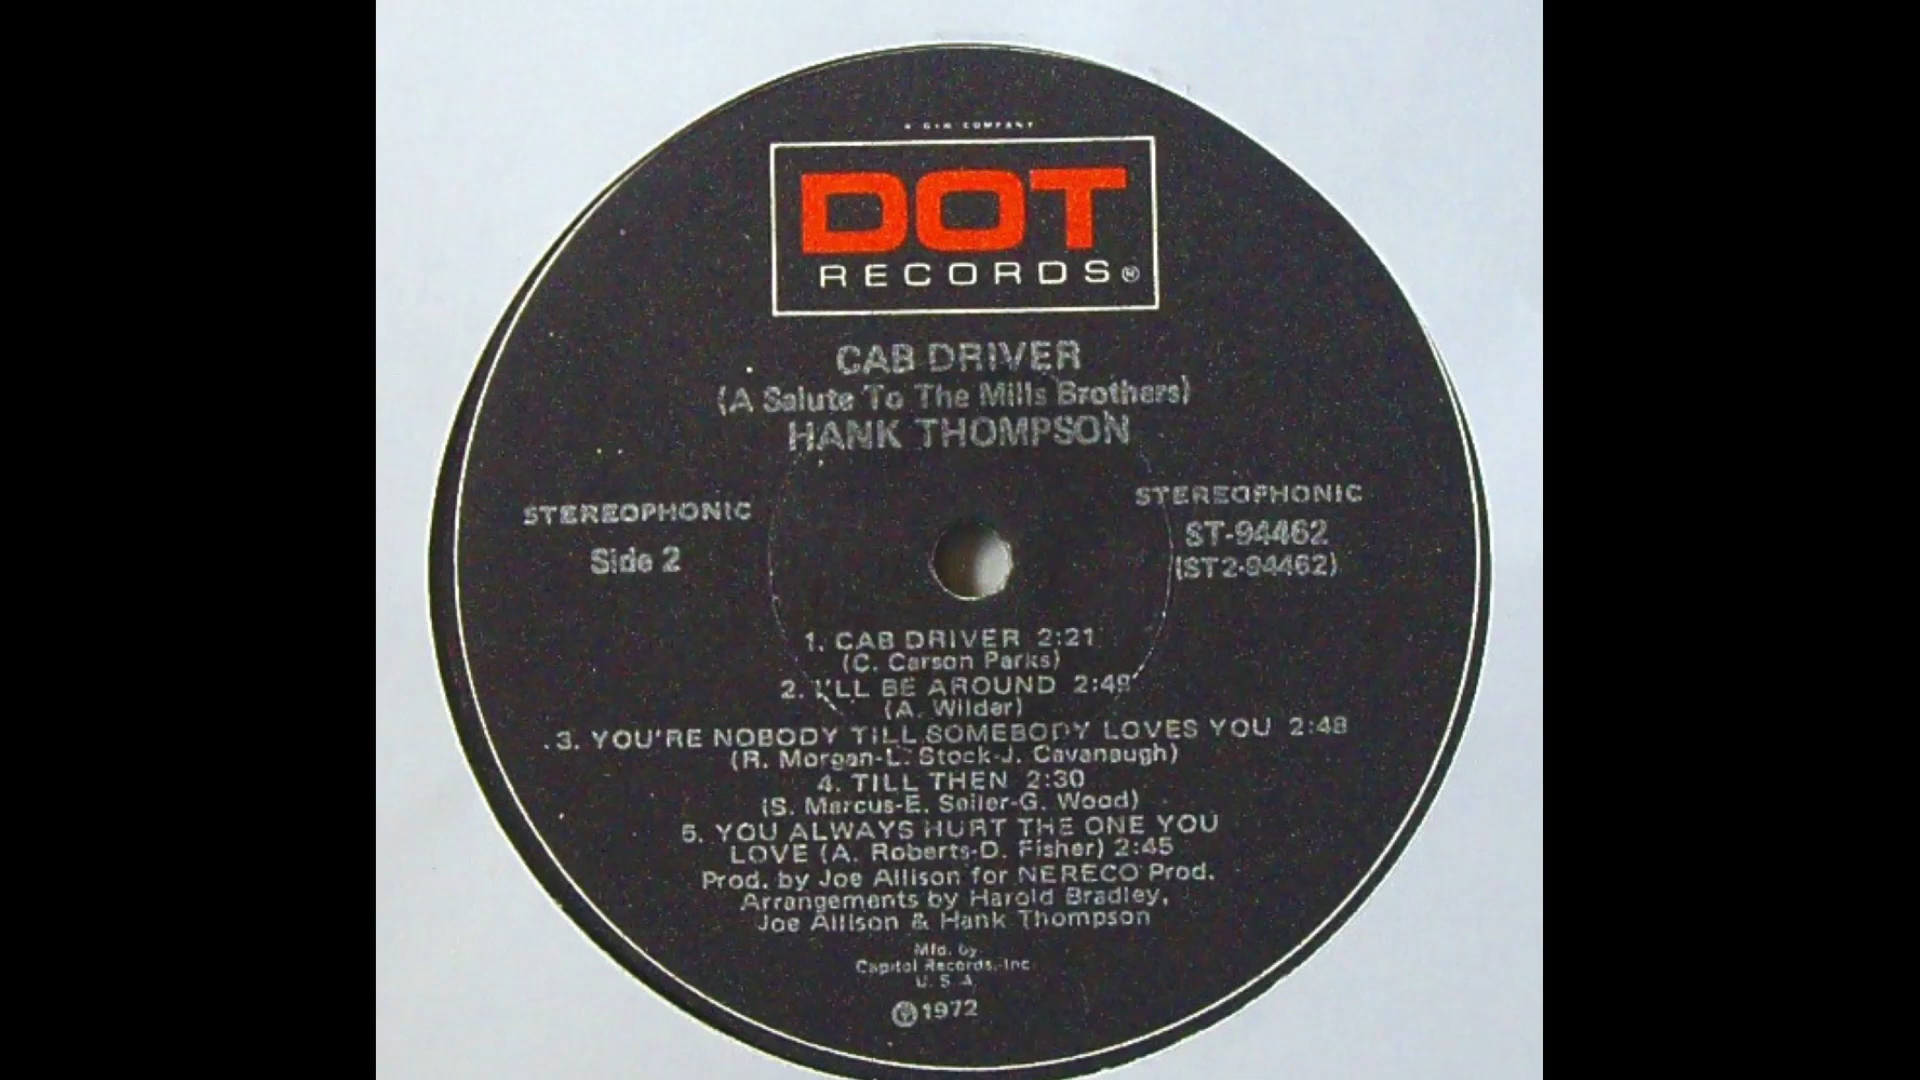 A G+W COMPANY
DOT
RECORDS®
CAB DRIVER
(A Salute To The Mills Brothers)
HANK THOMPSON
STEREOPHONIC
Side 2
STEREOPHONIC
ST-94462
(ST2-94462)
1. CAB DRIVER 2:21
(C. Carson Parks)
2. I'LL BE AROUND 2:48
(A. Wilder)
3. YOU'RE NOBODY TILL SOMEBODY LOVES YOU 2:48
(R. Morgan-L. Stock-J. Cavanaugh)
4. TILL THEN 2:30
(S. Marcus-E. Seiler-G. Wood)
5. YOU ALWAYS HURT THE ONE YOU
LOVE (A. Roberts-D. Fisher) 2:45
Prod. by Joe Allison for NERECO Prod.
Arrangements by Harold Bradley,
Joe Allison & Hank Thompson
Mfd. by
Capitol Records, Inc.
U. S. A.
℗1972